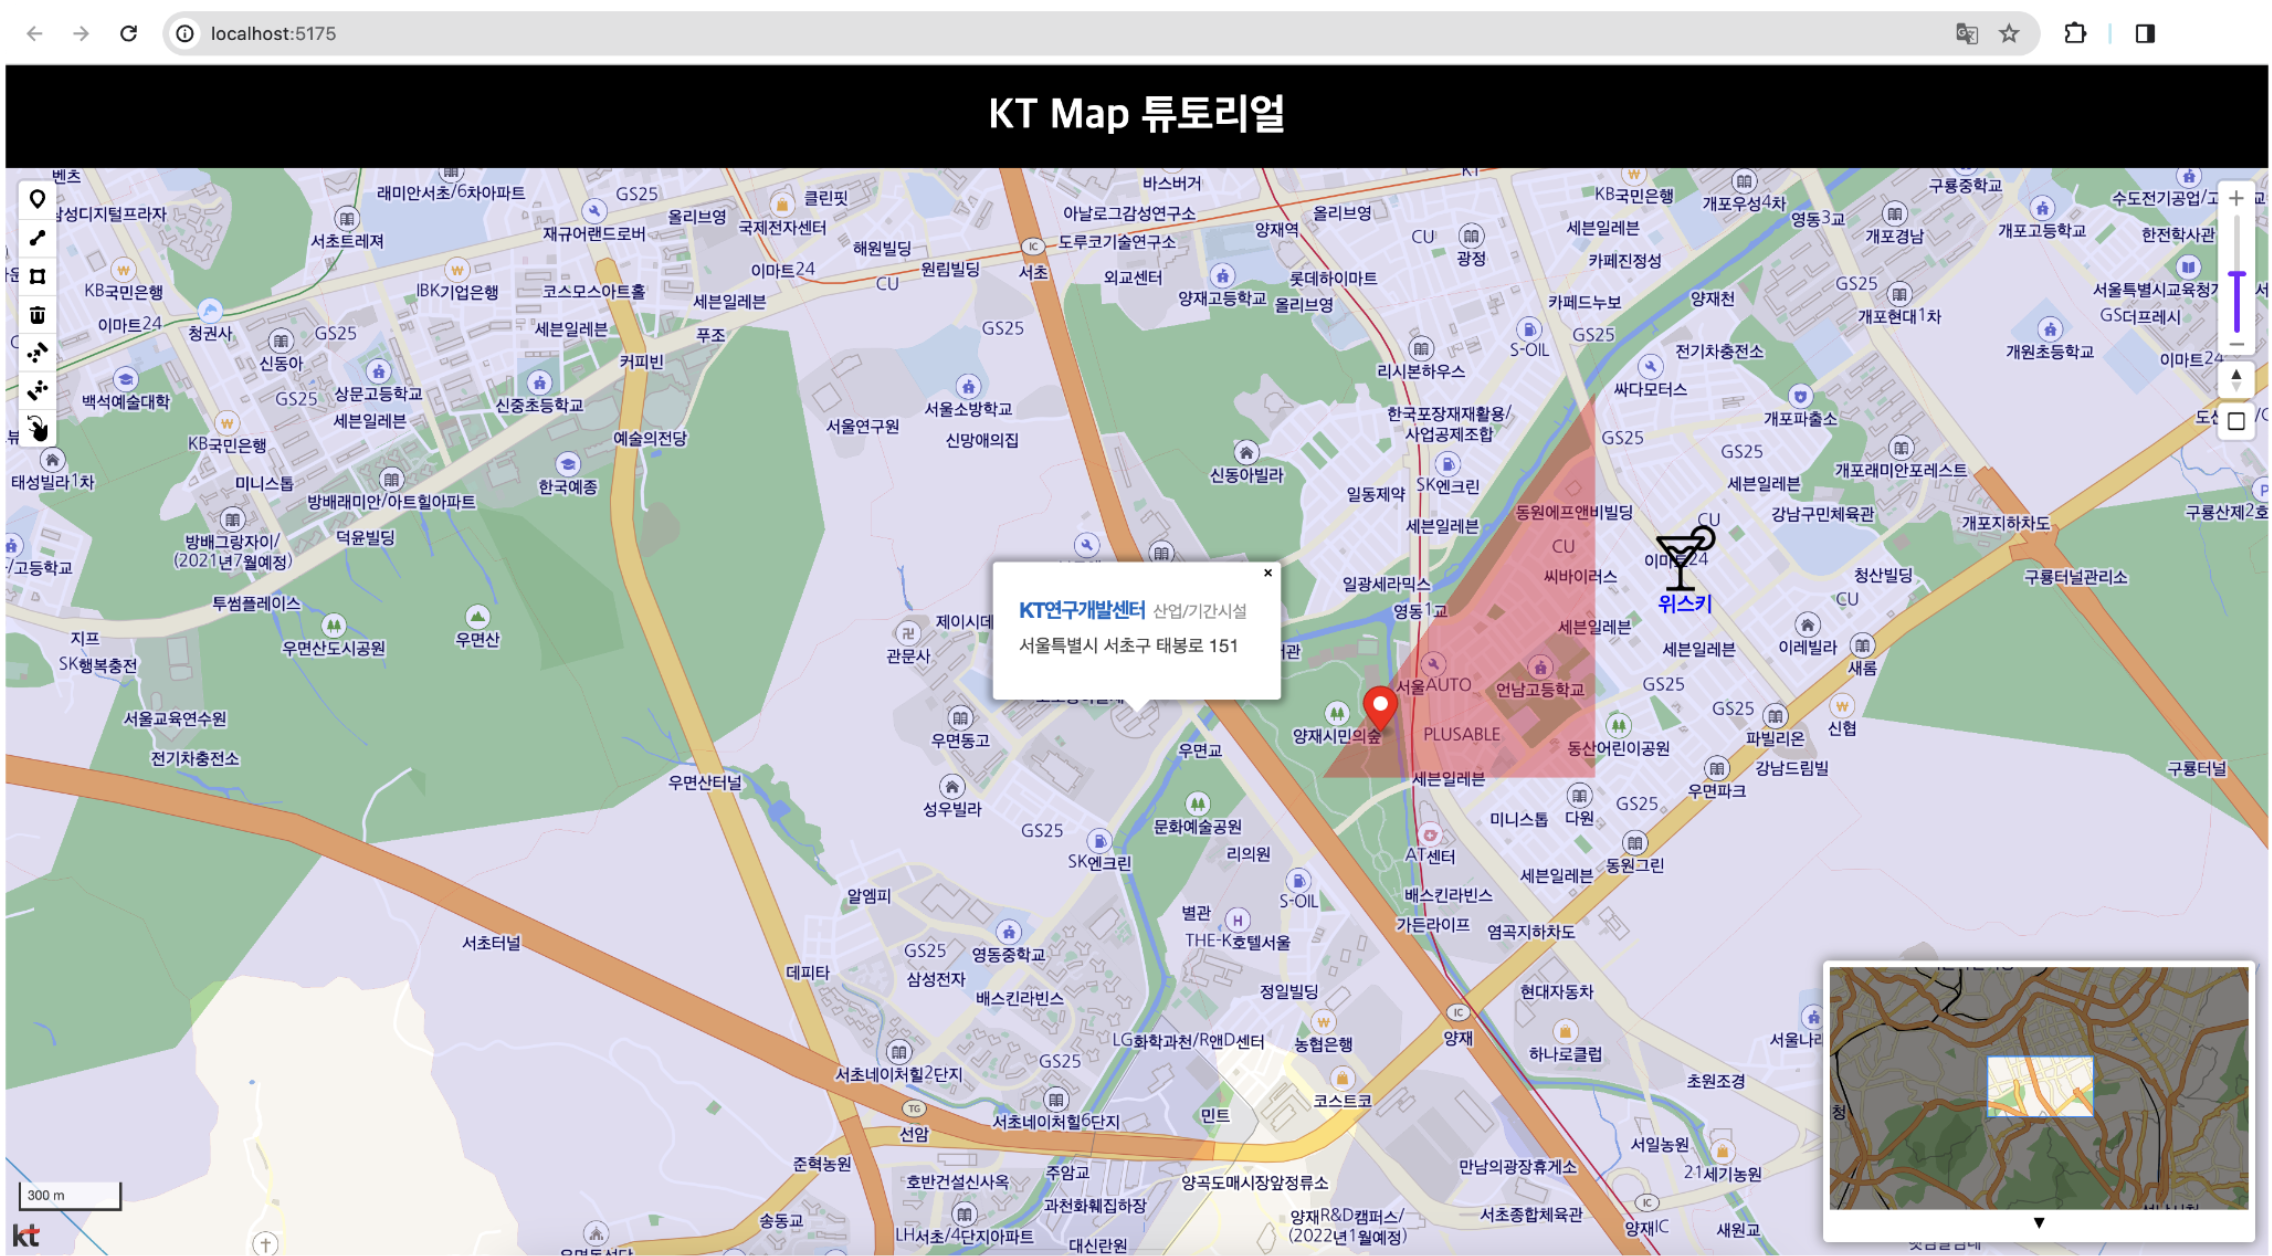 localhost:5175
KT Map 튜토리얼
벤츠
래미안서초/6차아파트
GS25
올리브영
클린핏
국제전자센터
바스버거
아날로그감성연구소
올리브영
양재역
KT
KB국민은행
개포우성4차
구룡중학교
세븐일레븐
영동3교
개포경남
개포고등학교
한전학사관
서초트레져
재규어랜드로버
해원빌딩
IC
도루코기술연구소
CU
광정
카페진정성
KB국민은행
IBK기업은행
코스모스아트홀
이마트24
원림빌딩
서초
외교센터
롯데하이마트
세븐일레븐
CU
양재고등학교
올리브영
카페드누보
양재천
GS25
개포현대1차
GS더프레시
이마트24
청권사
GS25
세븐일레븐
푸조
GS25
S-OIL
GS25
전기차충전소
개원초등학교
이마트24
신동아
커피빈
리시본하우스
싸다모터스
백석예술대학
GS25
상문고등학교
신중초등학교
서울소방학교
한국포장재재활용/
사업공제조합
개포파출소
세븐일레븐
서울연구원
신망애의집
GS25
KB국민은행
예술의전당
GS25
개포래미안포레스트
태성빌라1차
미니스톱
방배래미안/아트힐아파트
한국예종
신동아빌라
일동제약
SK엔크린
세븐일레븐
동원에프앤비빌딩
세븐일레븐
CU
강남구민체육관
개포지하차도
방배그랑자이/
(2021년7월예정)
덕윤빌딩
CU
이마트24
/고등학교
씨바이러스
청산빌딩
구룡터널관리소
일광세라믹스
위스키
CU
KT연구개발센터 산업/기간시설
서울특별시 서초구 태봉로 151
투썸플레이스
영동1교
지프
SK행복충전
우면산도시공원
우면산
관문사
세븐일레븐
세븐일레븐
이레빌라
새롬
서울AUTO
언남고등학교
GS25
GS25
서울교육연수원
전기차충전소
우면동고
우면교
양재시민의숲
PLUSABLE
동산어린이공원
파빌리온
신협
우면산터널
성우빌라
세븐일레븐
강남드림빌
우면파크
구룡터널
GS25
SK엔크린
문화예술공원
리의원
미니스톱
다원
GS25
AT센터
동원그린
세븐일레븐
알엠피
S-OIL
배스킨라빈스
별관
THE-K호텔서울
가든라이프
염곡지하차도
서초터널
GS25
영동중학교
데피타
삼성전자
배스킨라빈스
정일빌딩
현대자동차
IC
양재
LG화학과천/R앤D센터
농협은행
하나로클럽
GS25
서초네이처힐2단지
코스트코
초원조경
TG
선암
서초네이처힐6단지
민트
서일농원
준혁농원
주암교
만남의광장휴게소
21세기농원
호반건설신사옥
양곡도매시장앞정류소
300 m
과천화훼집하장
송동교
양재R&D캠퍼스/
(2022년1월예정)
서초종합체육관
IC
양재IC
새원교
kt
LH서초/4단지아파트
대신란원